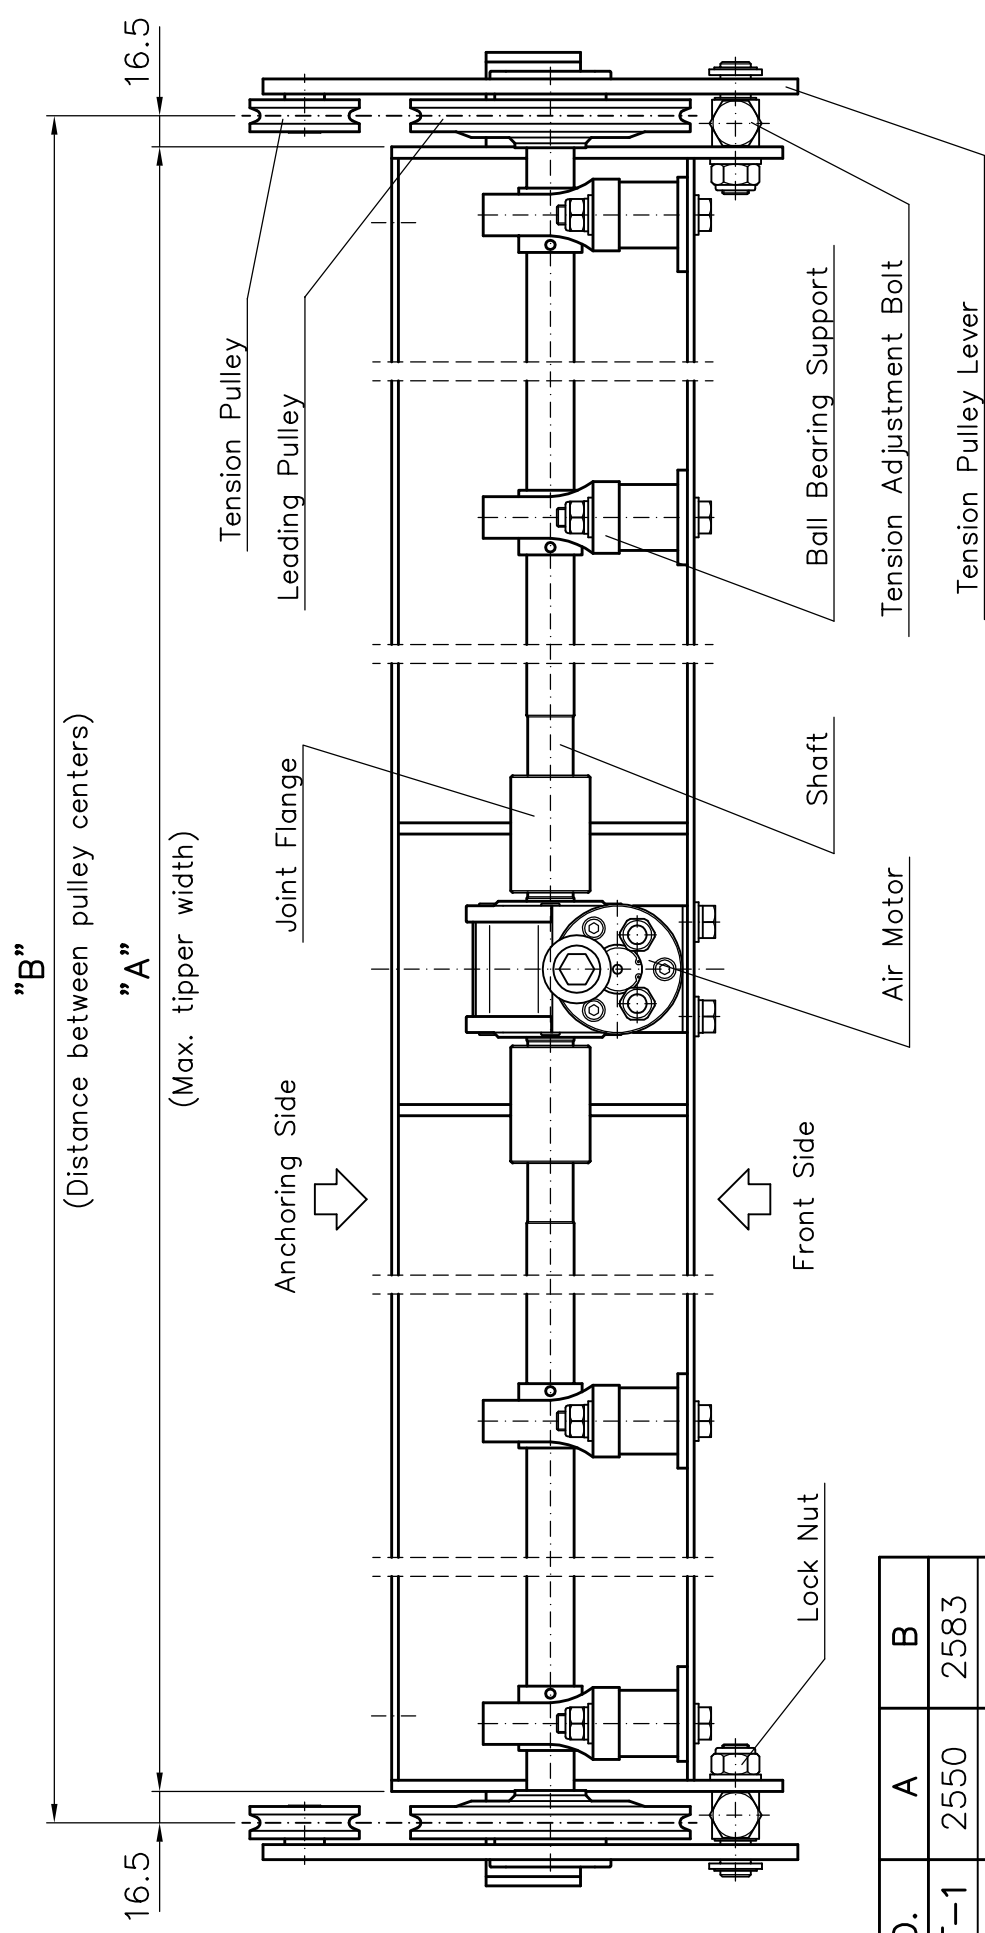 "B"
(Distance between pulley centers)
"A"
(Max. tipper width)
16.5
16.5
Tension Pulley
Leading Pulley
Joint Flange
Anchoring Side
Front Side
Ball Bearing Support
Tension Adjustment Bolt
Tension Pulley Lever
Shaft
Air Motor
Lock Nut
A B
-1 2550 2583